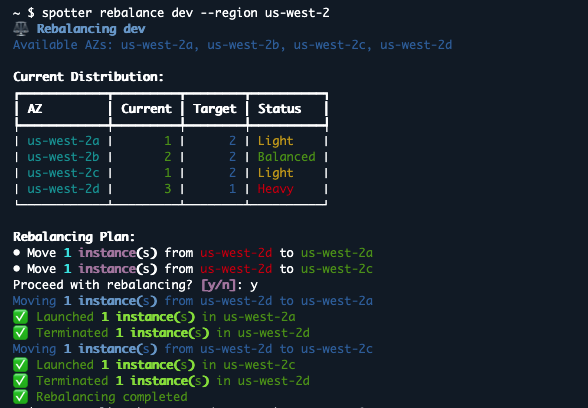 ~ $ spotter rebalance dev --region us-west-2
⚖️ Rebalancing dev
Available AZs: us-west-2a, us-west-2b, us-west-2c, us-west-2d
Current Distribution:
AZ Current Target Status
us-west-2a 1 2 Light
us-west-2b 2 2 Balanced
us-west-2c 1 2 Light
us-west-2d 3 1 Heavy
Rebalancing Plan:
● Move 1 instance(s) from us-west-2d to us-west-2a
● Move 1 instance(s) from us-west-2d to us-west-2c
Proceed with rebalancing? [y/n]: y
Moving 1 instance(s) from us-west-2d to us-west-2a
✅ Launched 1 instance(s) in us-west-2a
✅ Terminated 1 instance(s) in us-west-2d
Moving 1 instance(s) from us-west-2d to us-west-2c
✅ Launched 1 instance(s) in us-west-2c
✅ Terminated 1 instance(s) in us-west-2d
✅ Rebalancing completed